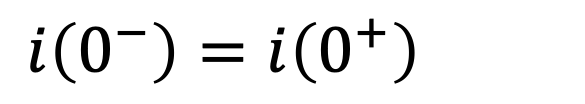 i(0⁻) = i(0⁺)